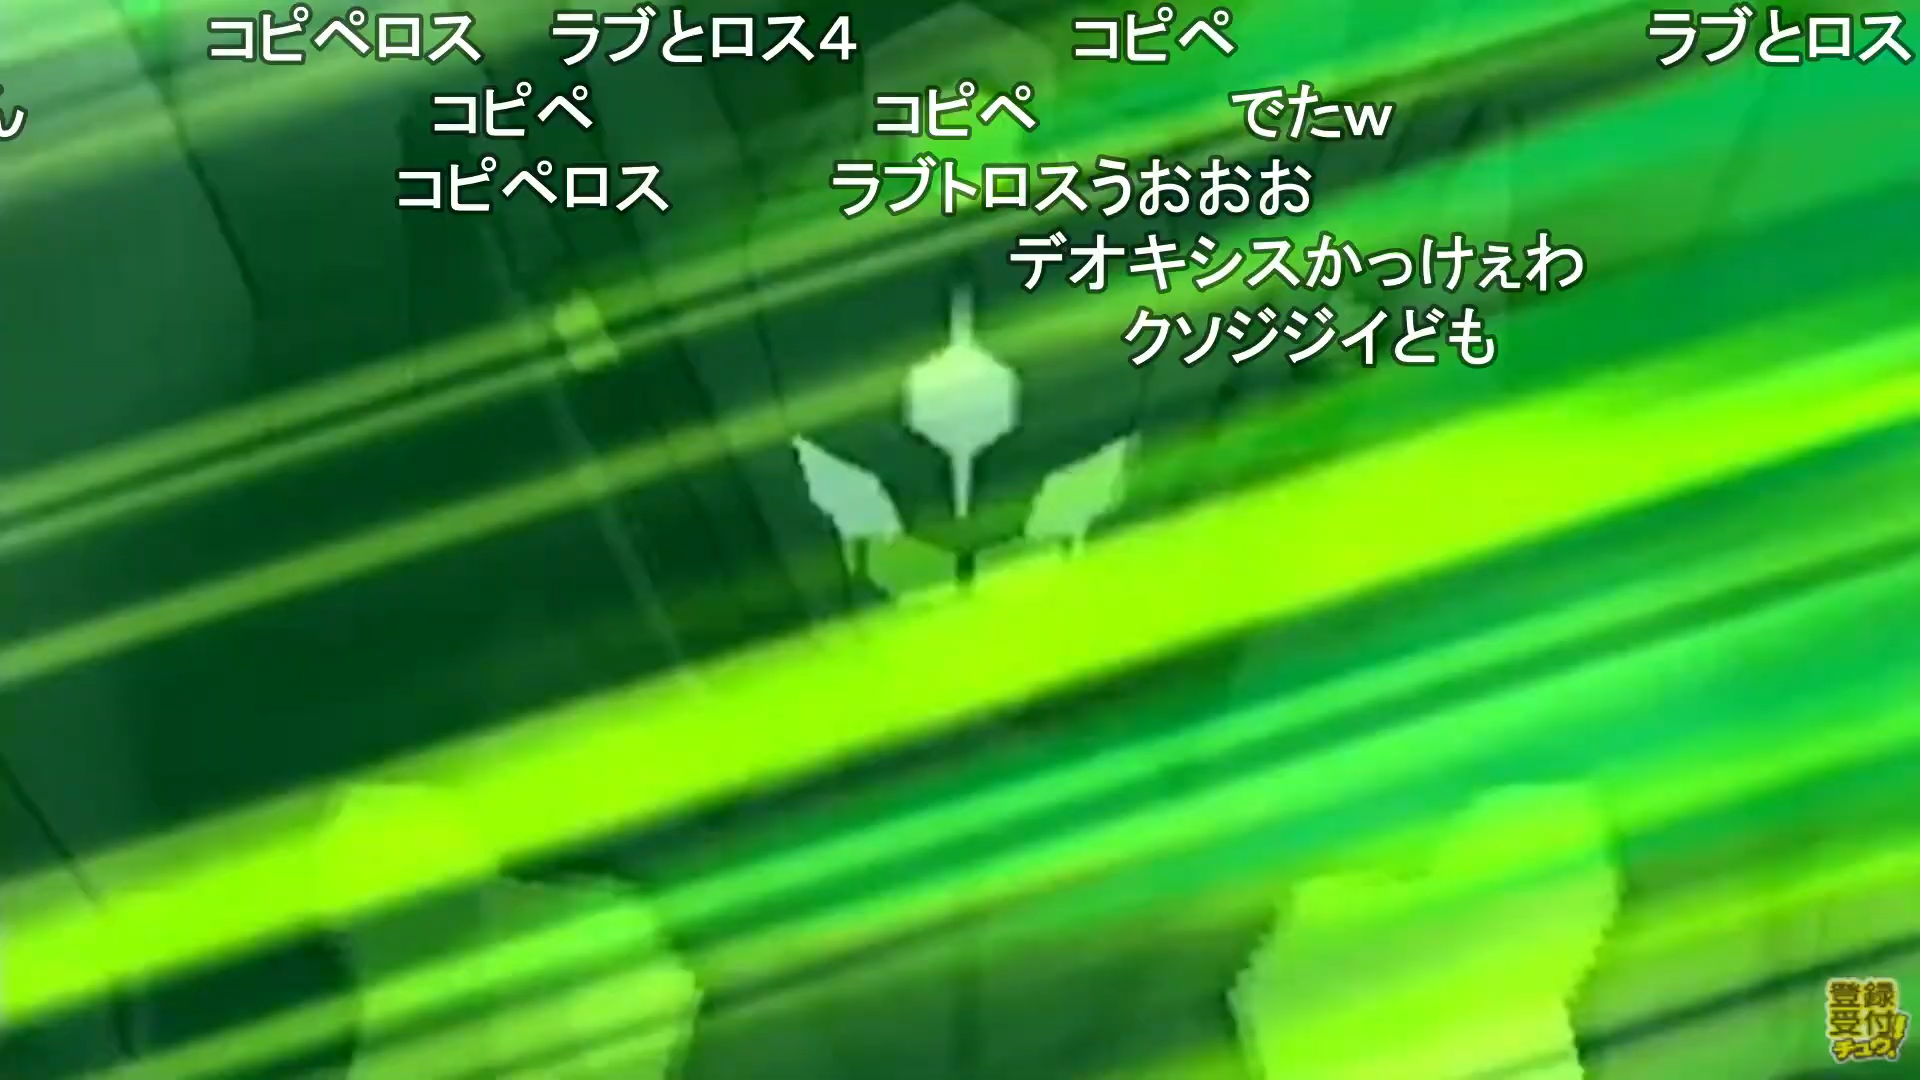 コピペロス ラブとロス4 コピペ ラブとロス
ん コピペ コピペ でたw
コピペロス ラブトロスうおおお
デオキシスかっけぇわ
クソジジイども
登録
受付
チュウ!